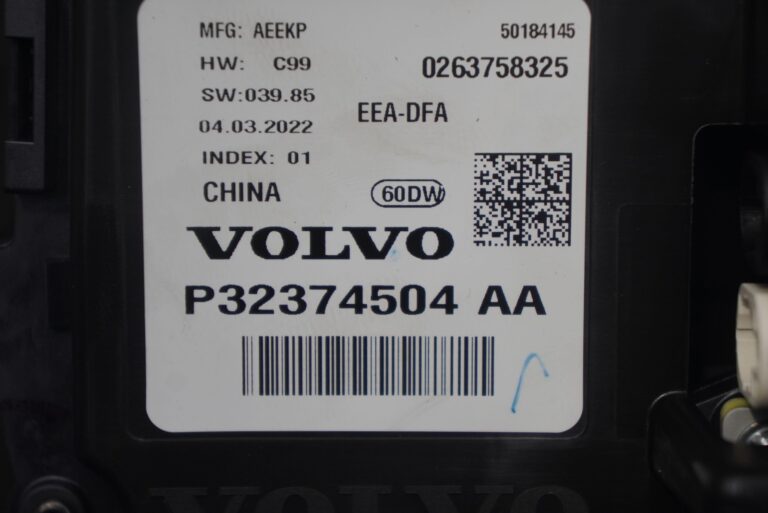 MFG: AEEKP 50184145
HW: C99 0263758325
SW:039.85 EEA-DFA
04.03.2022
INDEX: 01
CHINA 60DW
VOLVO
P32374504 AA
VOLVO